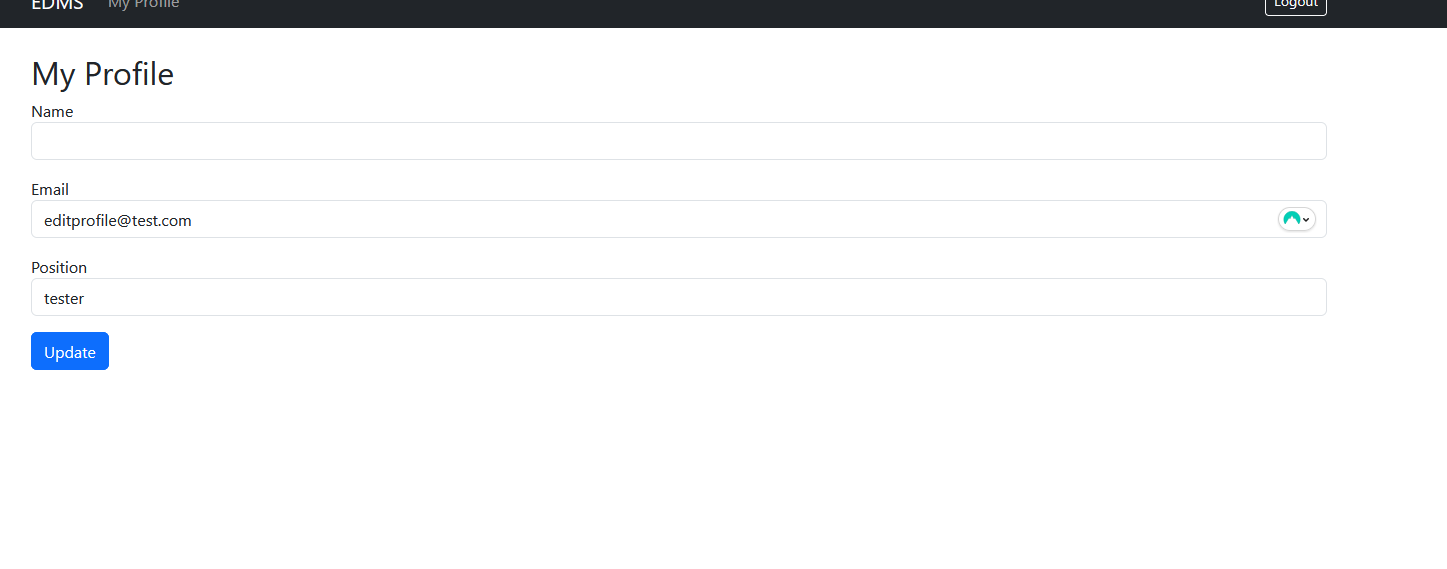 EDMS My Profile Logout
My Profile
Name
Email
editprofile@test.com
Position
tester
Update